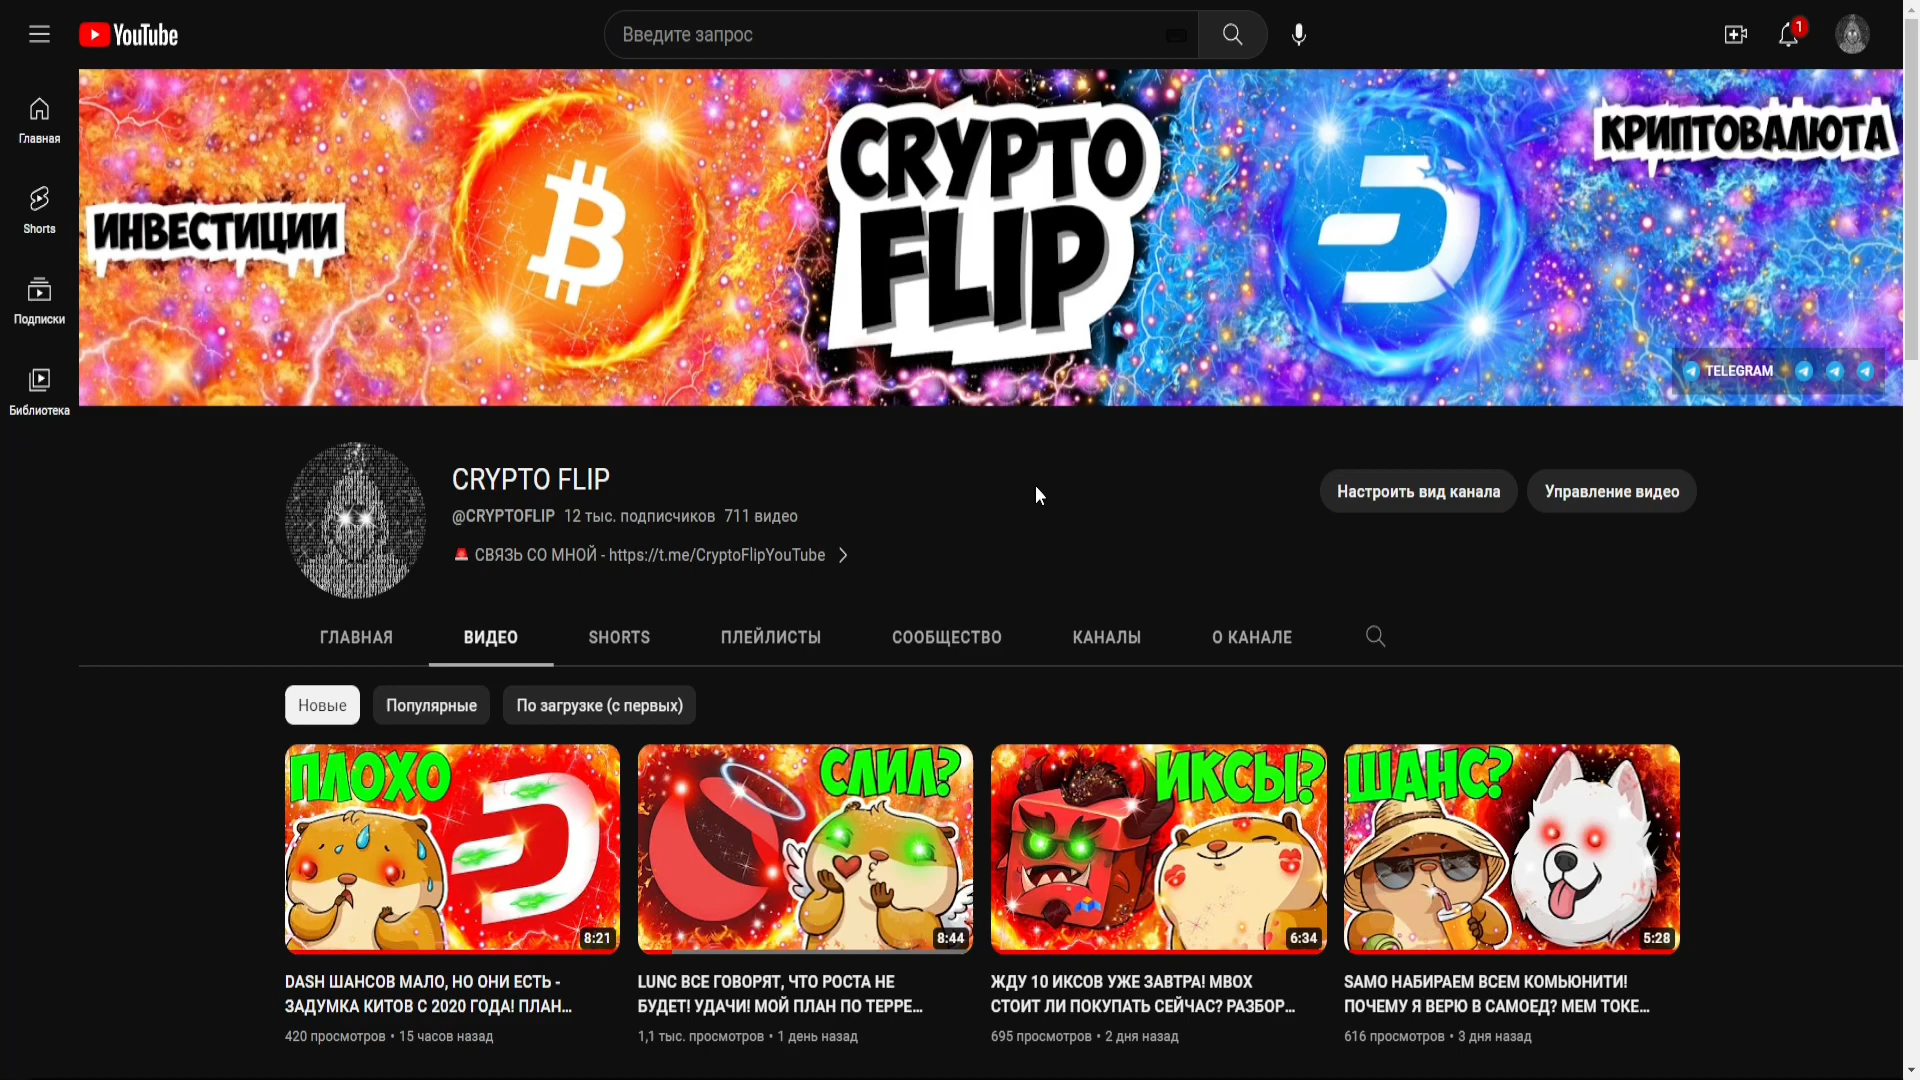 YouTube
Введите запрос
1
Главная
Shorts
Подписки
Библиотека
ИНВЕСТИЦИИ
CRYPTO
FLIP
КРИПТОВАЛЮТА
TELEGRAM
CRYPTO FLIP
@CRYPTOFLIP 12 тыс. подписчиков 711 видео
СВЯЗЬ СО МНОЙ - https://t.me/CryptoFlipYouTube
Настроить вид канала
Управление видео
ГЛАВНАЯ ВИДЕО SHORTS ПЛЕЙЛИСТЫ СООБЩЕСТВО КАНАЛЫ О КАНАЛЕ
Новые Популярные По загрузке (с первых)
ПЛОХО
8:21
DASH ШАНСОВ МАЛО, НО ОНИ ЕСТЬ -
ЗАДУМКА КИТОВ С 2020 ГОДА! ПЛАН...
420 просмотров • 15 часов назад
СЛИЛ?
8:44
LUNC ВСЕ ГОВОРЯТ, ЧТО РОСТА НЕ
БУДЕТ! УДАЧИ! МОЙ ПЛАН ПО ТЕРРЕ...
1,1 тыс. просмотров • 1 день назад
ИКСЫ?
6:34
ЖДУ 10 ИКСОВ УЖЕ ЗАВТРА! MBOX
СТОИТ ЛИ ПОКУПАТЬ СЕЙЧАС? РАЗБОР...
695 просмотров • 2 дня назад
ШАНС?
5:28
SAMO НАБИРАЕМ ВСЕМ КОМЬЮНИТИ!
ПОЧЕМУ Я ВЕРЮ В САМОЕД? МЕМ ТОКЕ...
616 просмотров • 3 дня назад